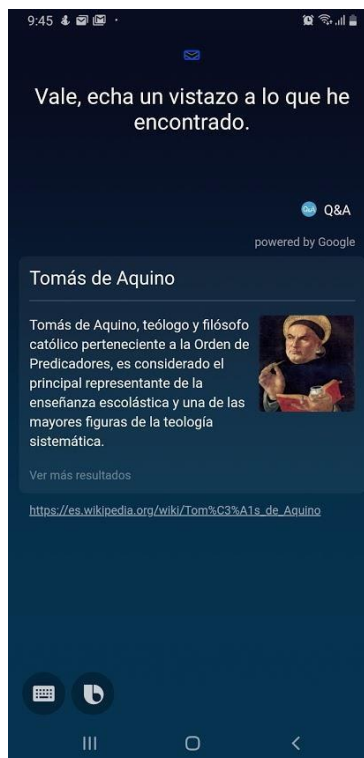 9:45
Vale, echa un vistazo a lo que he
encontrado.
Q&A Q&A
powered by Google
Tomás de Aquino
Tomás de Aquino, teólogo y filósofo
católico perteneciente a la Orden de
Predicadores, es considerado el
principal representante de la
enseñanza escolástica y una de las
mayores figuras de la teología
sistemática.
Ver más resultados
https://es.wikipedia.org/wiki/Tom%C3%A1s_de_Aquino